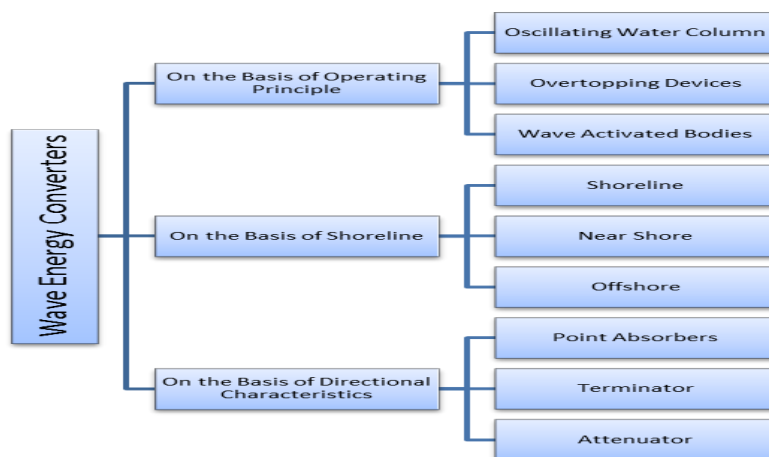 Wave Energy Converters
On the Basis of Operating
Principle
Oscillating Water Column
Overtopping Devices
Wave Activated Bodies
On the Basis of Shoreline
Shoreline
Near Shore
Offshore
On the Basis of Directional
Characteristics
Point Absorbers
Terminator
Attenuator